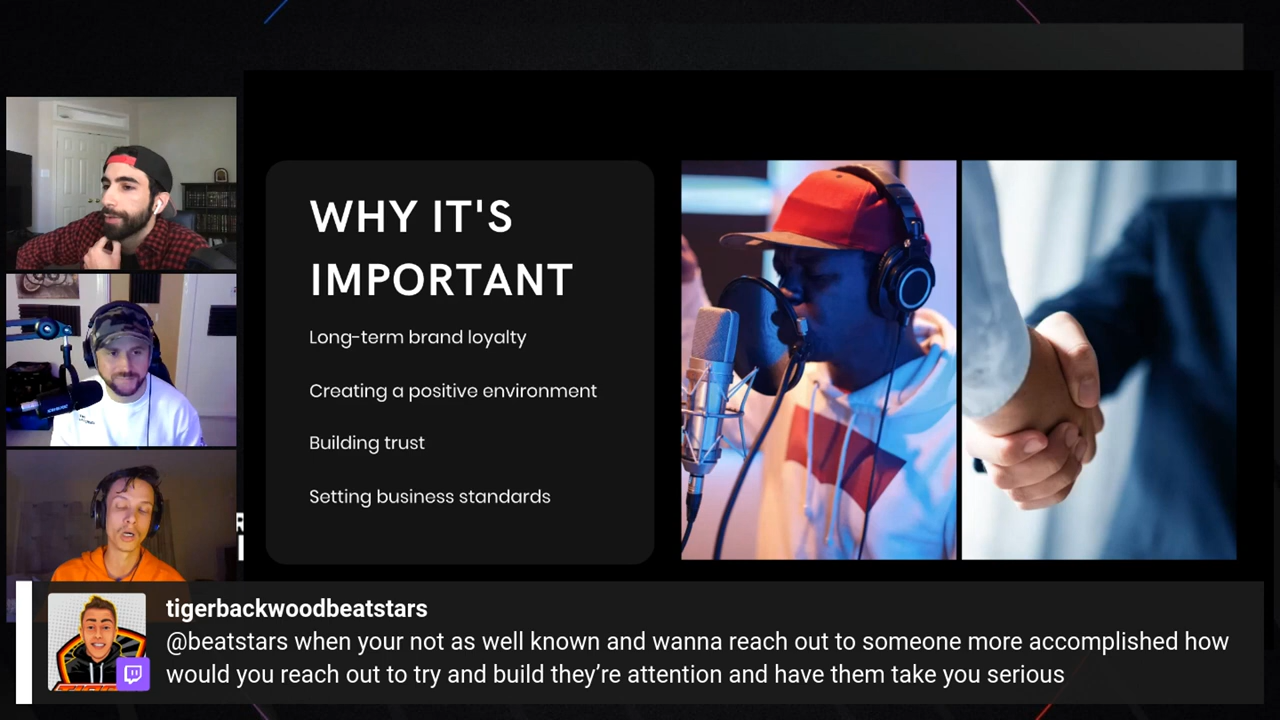 WHY IT'S
IMPORTANT
Long-term brand loyalty
Creating a positive environment
Building trust
Setting business standards
tigerbackwoodbeatstars
@beatstars when your not as well known and wanna reach out to someone more accomplished how
would you reach out to try and build they’re attention and have them take you serious